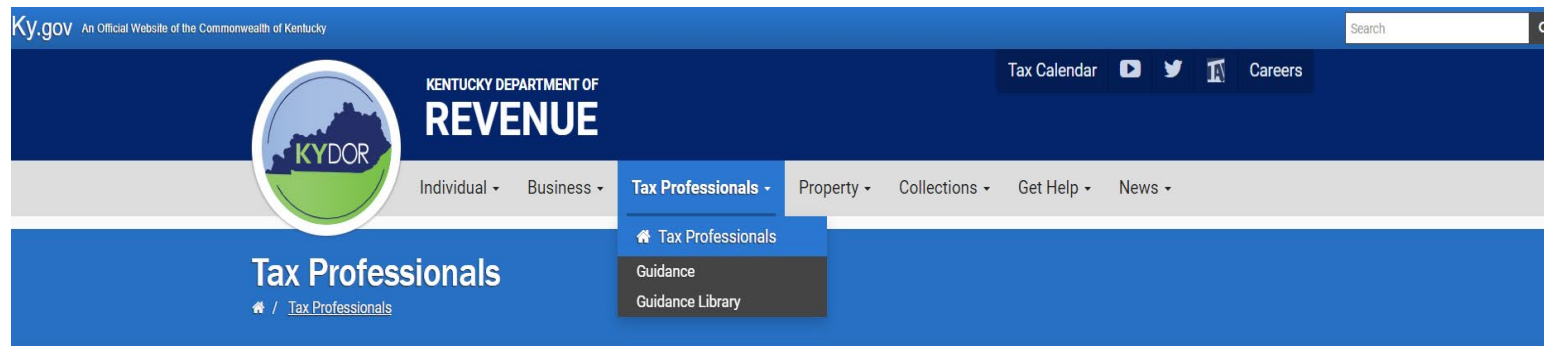 Ky.gov An Official Website of the Commonwealth of Kentucky
Search
Tax Calendar
Careers
KENTUCKY DEPARTMENT OF
REVENUE
KYDOR
Individual
Business
Tax Professionals
Property
Collections
Get Help
News
Tax Professionals
Guidance
Guidance Library
Tax Professionals
/ Tax Professionals